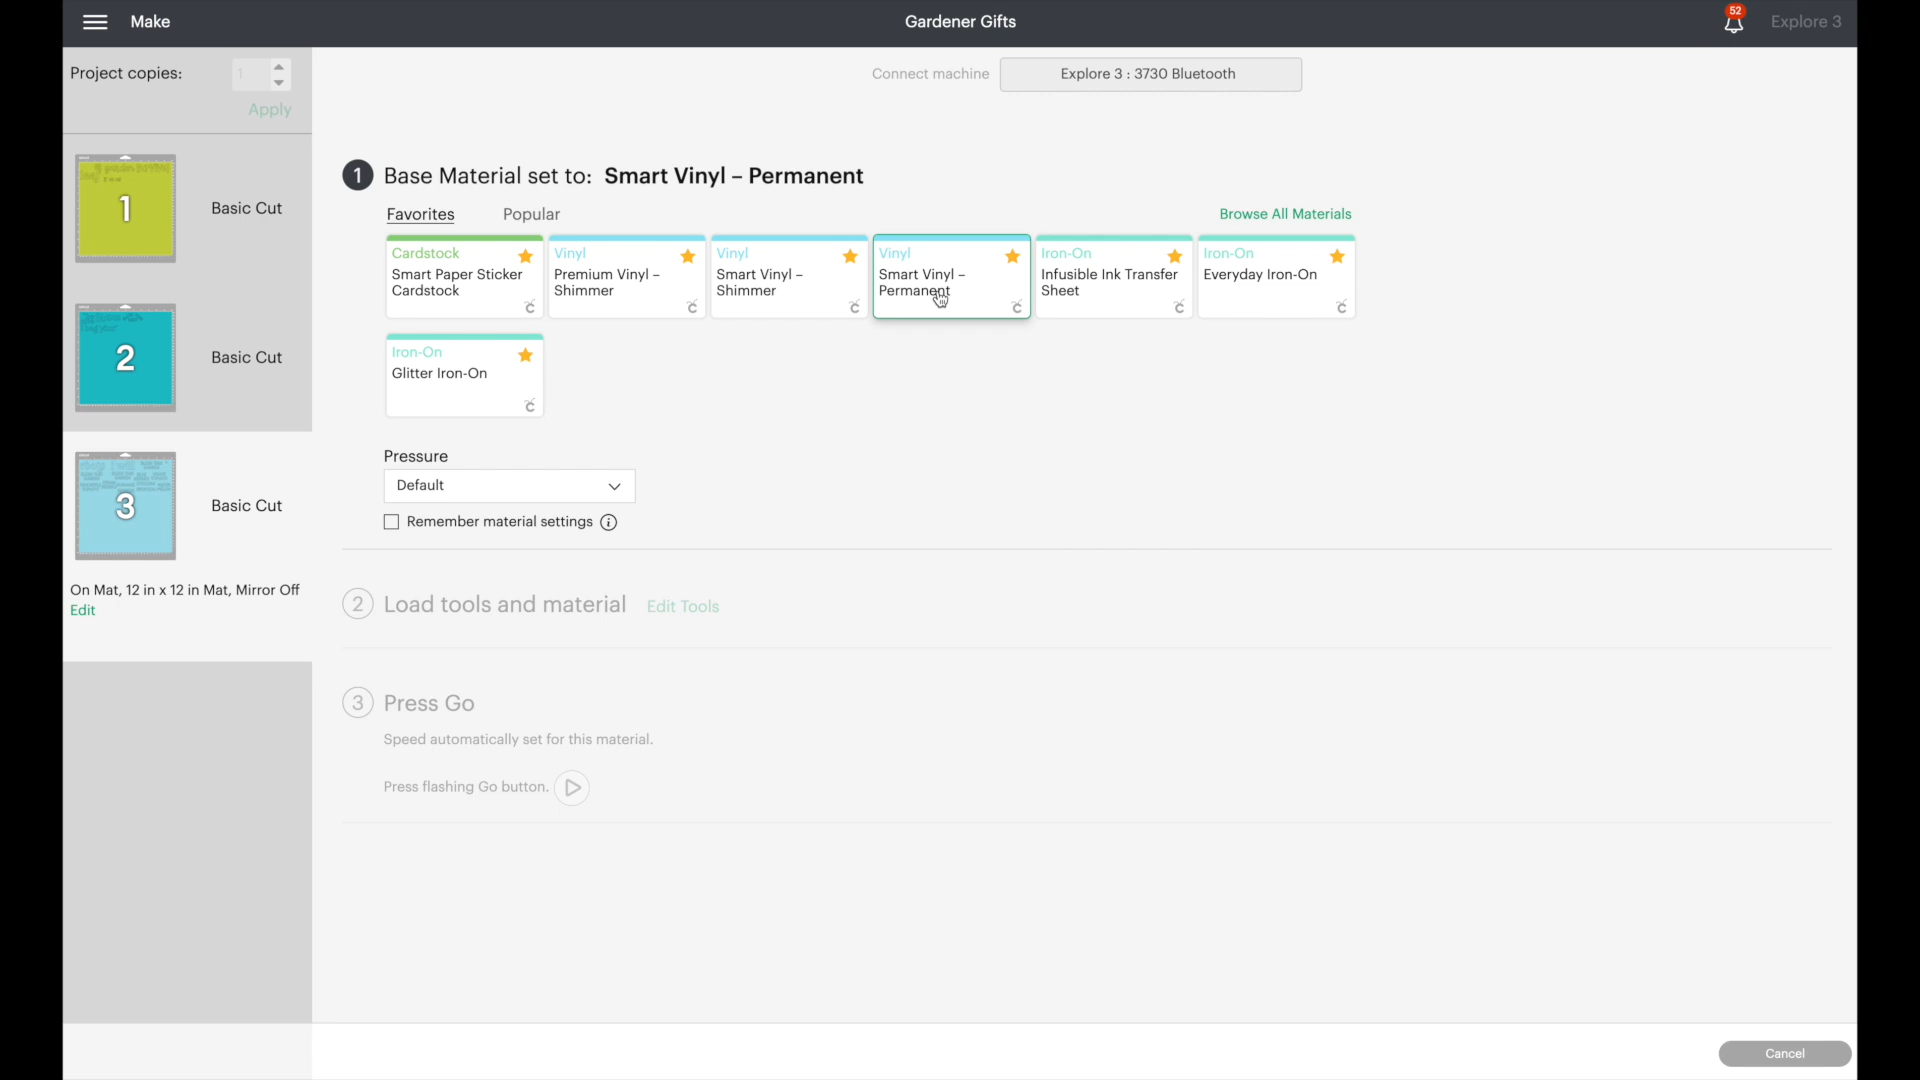 Make
Gardener Gifts
52
Explore 3
Project copies:
1
Apply
Connect machine
Explore 3 : 3730 Bluetooth
1
Basic Cut
2
Basic Cut
3
Basic Cut
On Mat, 12 in x 12 in Mat, Mirror Off
Edit
1
Base Material set to: Smart Vinyl – Permanent
Favorites
Popular
Browse All Materials
Cardstock
Smart Paper Sticker
Cardstock
Vinyl
Premium Vinyl –
Shimmer
Vinyl
Smart Vinyl –
Shimmer
Vinyl
Smart Vinyl –
Permanent
Iron-On
Infusible Ink Transfer
Sheet
Iron-On
Everyday Iron-On
Iron-On
Glitter Iron-On
Pressure
Default
Remember material settings
2
Load tools and material
Edit Tools
3
Press Go
Speed automatically set for this material.
Press flashing Go button.
Cancel